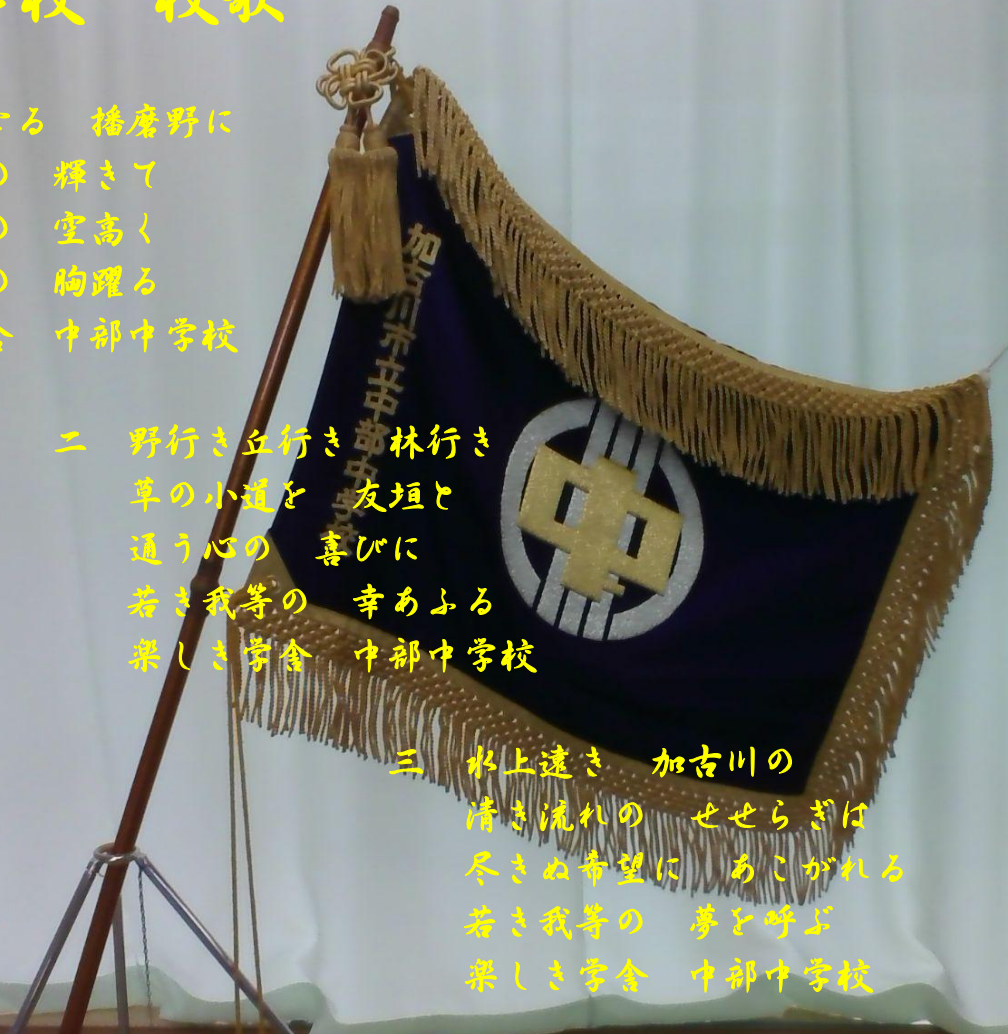 校 校歌
る 播磨野に
の 輝きて
の 空高く
の 胸躍る
舎 中部中学校
二 野行き丘行き 林行き
草の小道を 友垣と
通う心の 喜びに
若き我等の 幸あふる
楽しき学舎 中部中学校
三 水上遠き 加古川の
清き流れの せせらぎは
尽きぬ希望に あこがれる
若き我等の 夢を呼ぶ
楽しき学舎 中部中学校
加古川市立中部中学校
中